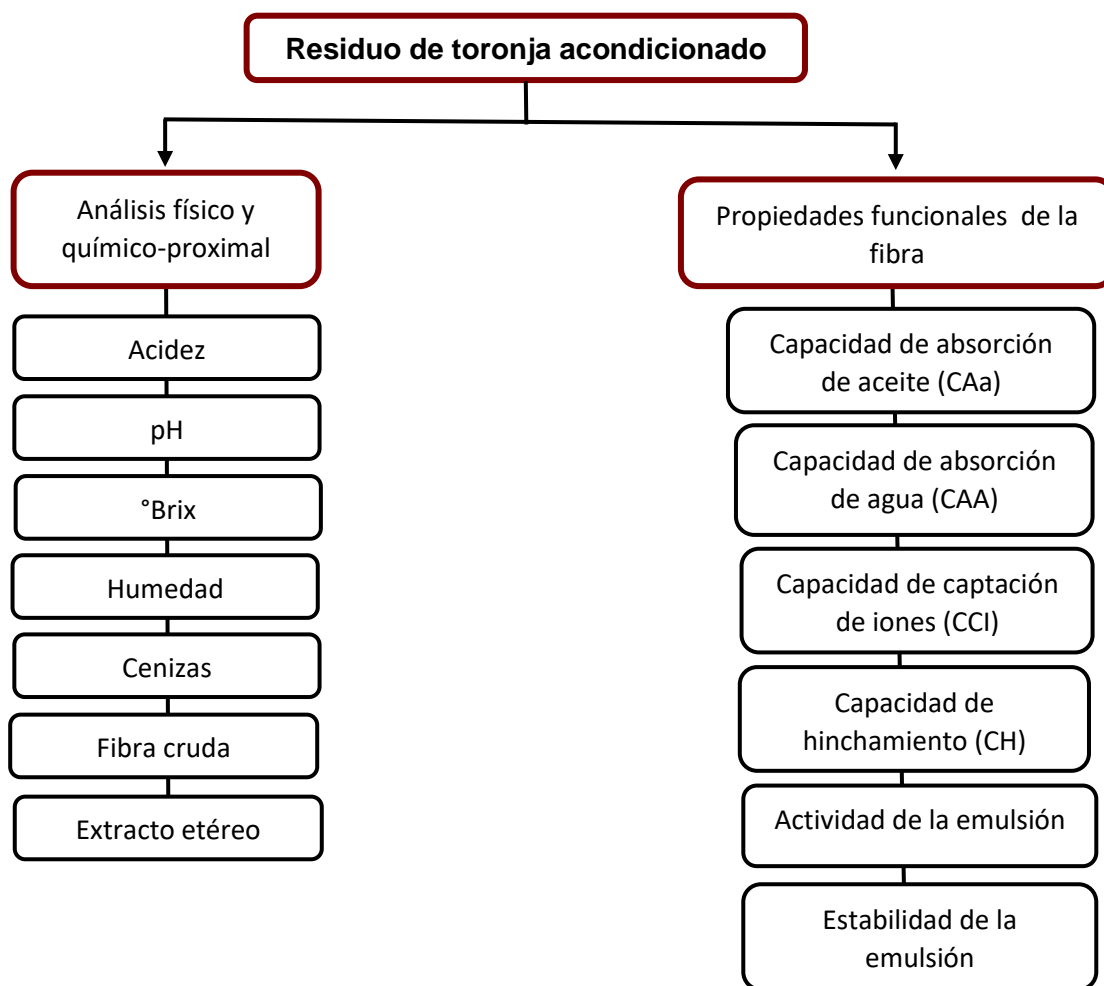 Residuo de toronja acondicionado
Análisis físico y
químico-proximal
Acidez
pH
°Brix
Humedad
Cenizas
Fibra cruda
Extracto etéreo
Propiedades funcionales de la
fibra
Capacidad de absorción
de aceite (CAa)
Capacidad de absorción
de agua (CAA)
Capacidad de captación
de iones (CCI)
Capacidad de
hinchamiento (CH)
Actividad de la emulsión
Estabilidad de la
emulsión